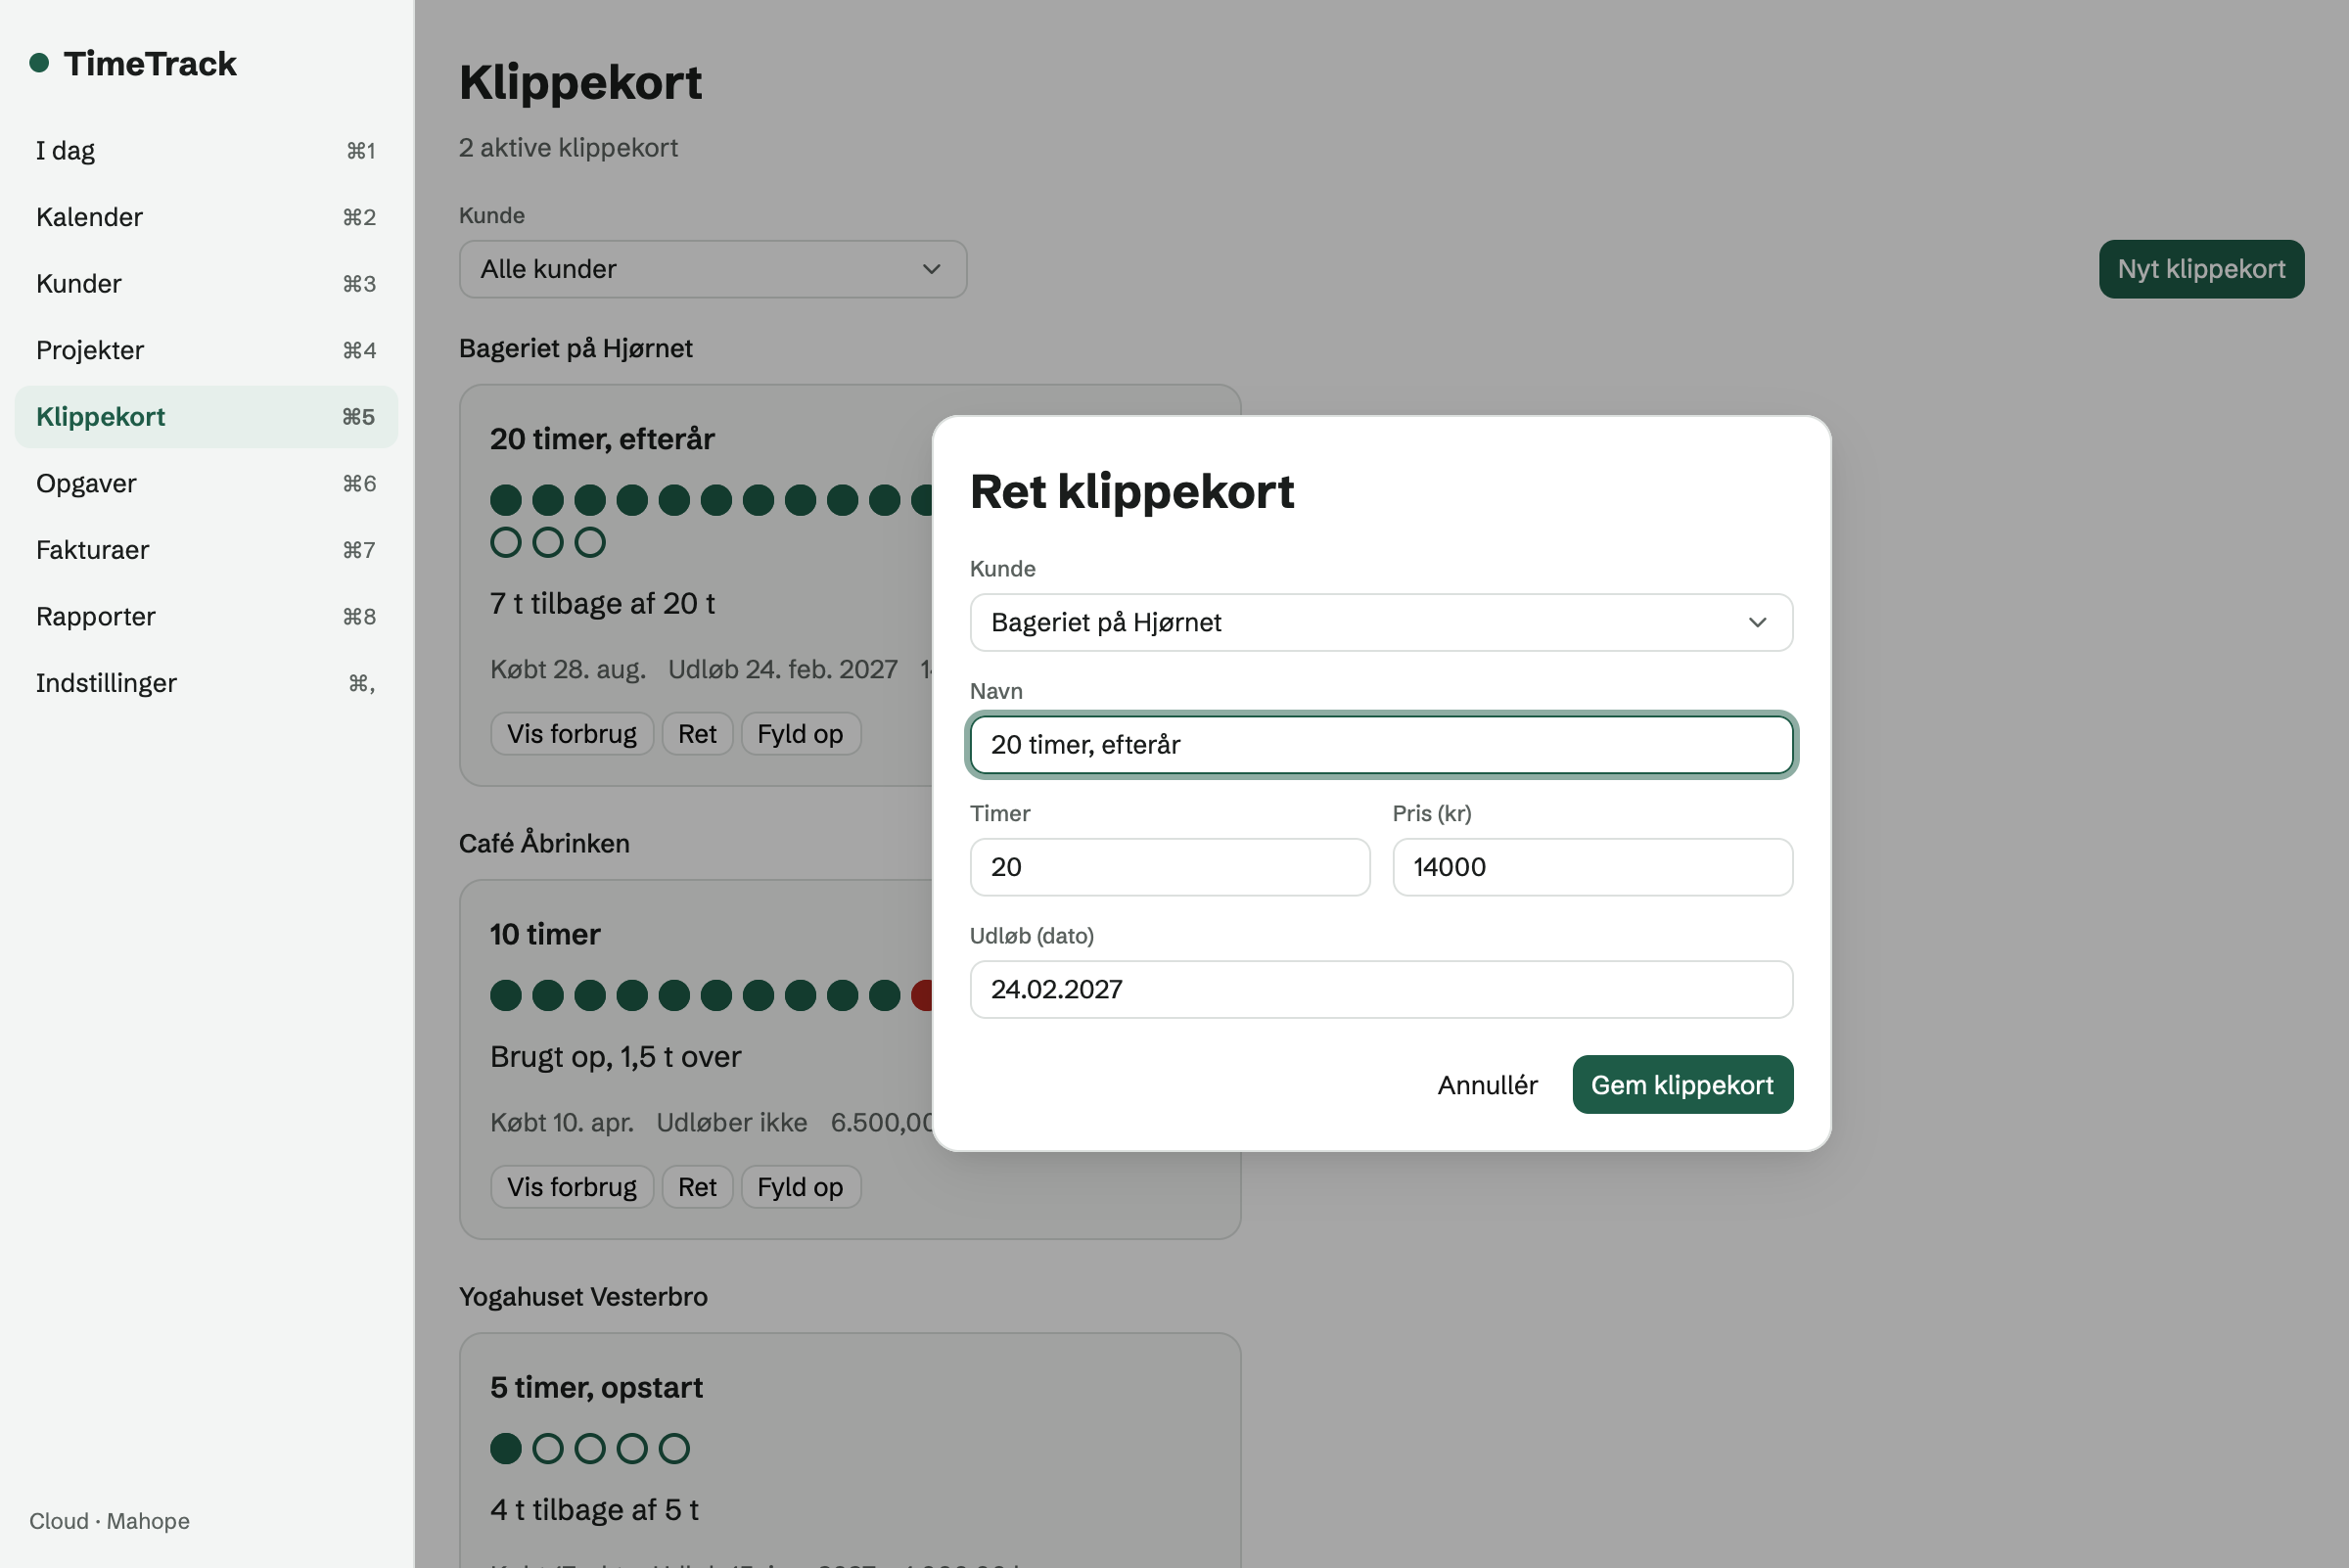 TimeTrack
I dag ⌘1
Kalender ⌘2
Kunder ⌘3
Projekter ⌘4
Klippekort ⌘5
Opgaver ⌘6
Fakturaer ⌘7
Rapporter ⌘8
Indstillinger ⌘,
Cloud · Mahope
Klippekort
2 aktive klippekort
Kunde
Alle kunder
Nyt klippekort
Bageriet på Hjørnet
20 timer, efterår
7 t tilbage af 20 t
Købt 28. aug. Udløb 24. feb. 2027
Vis forbrug Ret Fyld op
Café Åbrinken
10 timer
Brugt op, 1,5 t over
Købt 10. apr. Udløber ikke 6.500,00
Vis forbrug Ret Fyld op
Yogahuset Vesterbro
5 timer, opstart
4 t tilbage af 5 t
Ret klippekort
Kunde
Bageriet på Hjørnet
Navn
20 timer, efterår
Timer Pris (kr)
20 14000
Udløb (dato)
24.02.2027
Annullér Gem klippekort